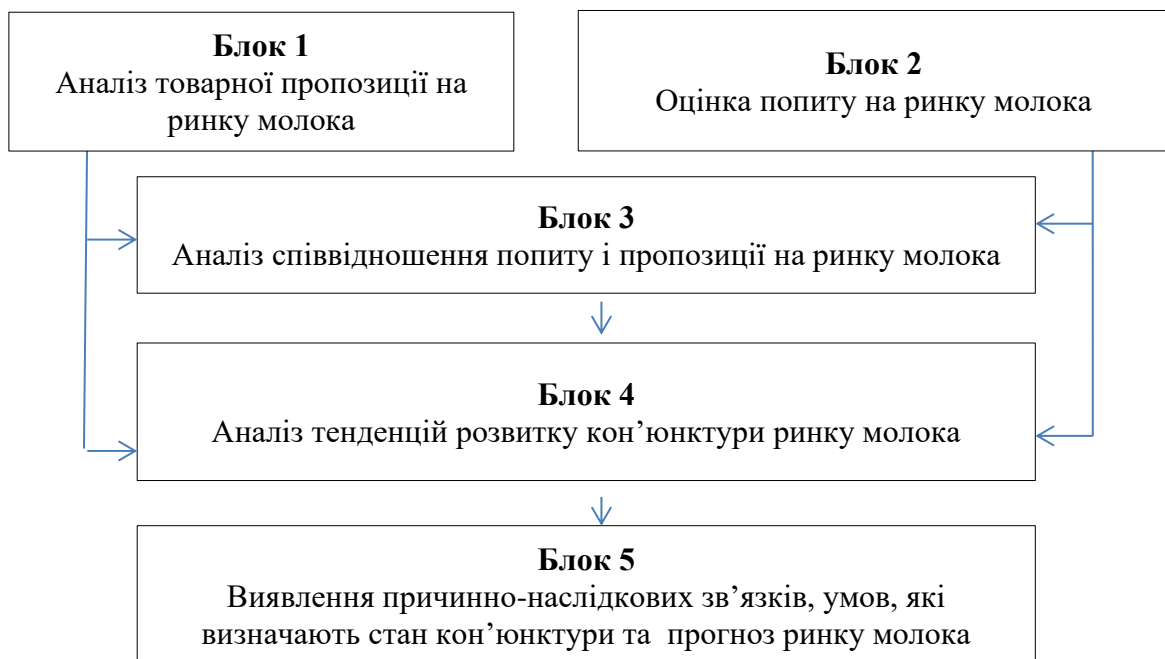 Блок 1
Аналіз товарної пропозиції на
ринку молока
Блок 2
Оцінка попиту на ринку молока
Блок 3
Аналіз співвідношення попиту і пропозиції на ринку молока
Блок 4
Аналіз тенденцій розвитку кон’юнктури ринку молока
Блок 5
Виявлення причинно-наслідкових зв’язків, умов, які
визначають стан кон’юнктури та прогноз ринку молока